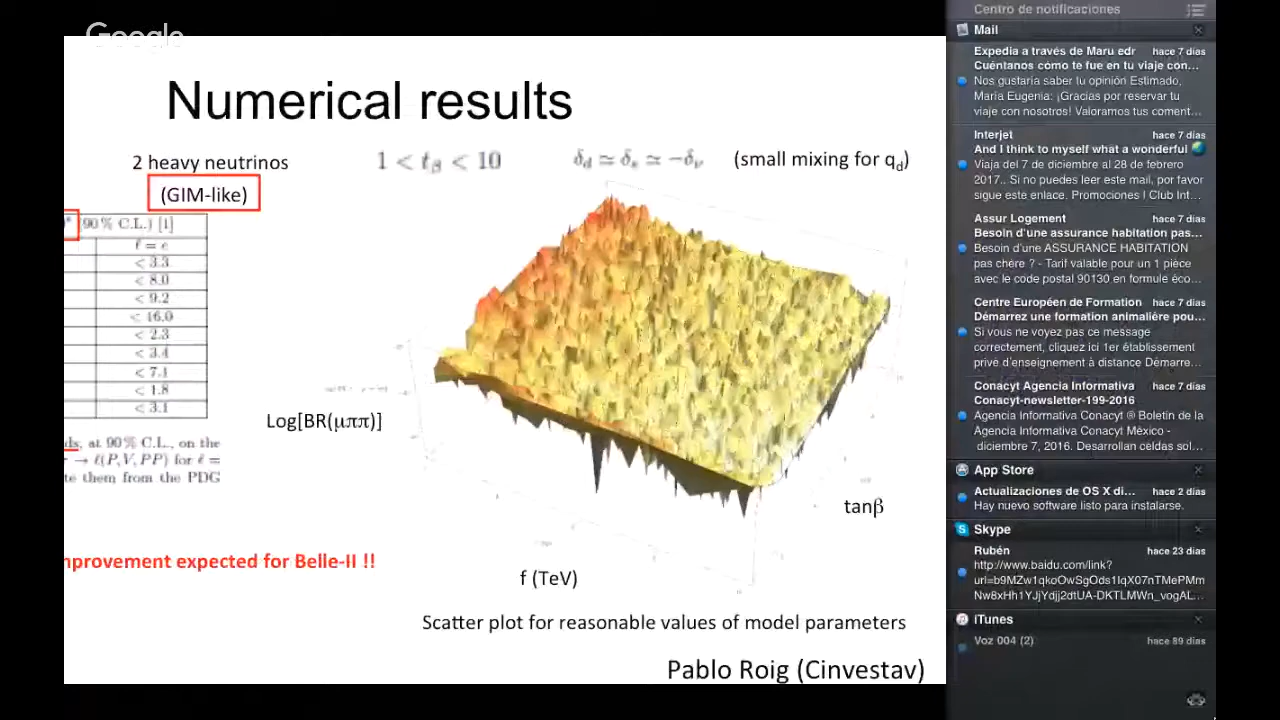 Google
Numerical results
2 heavy neutrinos
(GIM-like)
1 < tβ < 10
(small mixing for qd)
(90 % C.L.) [1]
ℓ = e
< 3.3
< 8.0
< 9.2
< 16.0
< 2.3
< 3.4
< 7.1
< 1.8
< 3.1
at 90 % C.L., on the
→ ℓ(P, V, PP) for ℓ =
te them from the PDG
Log[BR(μππ)]
tanβ
f (TeV)
mprovement expected for Belle-II !!
Scatter plot for reasonable values of model parameters
Pablo Roig (Cinvestav)
Centro de notificaciones
Mail
Expedia a través de Maru edr hace 7 días
Cuéntanos cómo te fue en tu viaje con...
Nos gustaría saber tu opinión Estimado,
María Eugenia: ¡Gracias por reservar tu
viaje con nosotros! Valoramos tus coment...
Interjet hace 7 días
And I think to myself what a wonderful
Viaja del 7 de diciembre al 28 de febrero
2017.. Si no puedes leer este mail, por favor
sigue este enlace. Promociones l Club Int...
Assur Logement hace 7 días
Besoin d'une assurance habitation pas...
Besoin d'une ASSURANCE HABITATION
pas chère ? - Tarif valable pour un 1 pièce
avec le code postal 90130 en formule éco...
Centre Européen de Formation hace 7 días
Démarrez une formation animalière pou...
Si vous ne voyez pas ce message
correctement, cliquez ici 1er établissement
privé d'enseignement à distance Démarre...
Conacyt Agencia Informativa hace 7 días
Conacyt-newsletter-199-2016
Agencia Informativa Conacyt ® Boletín de la
Agencia Informativa Conacyt México -
diciembre 7, 2016. Desarrollan celdas sol...
App Store
Actualizaciones de OS X di... hace 2 días
Hay nuevo software listo para instalarse.
Skype
Rubén hace 23 días
http://www.baidu.com/link?
iTunes
Voz 004 (2) hace 89 días